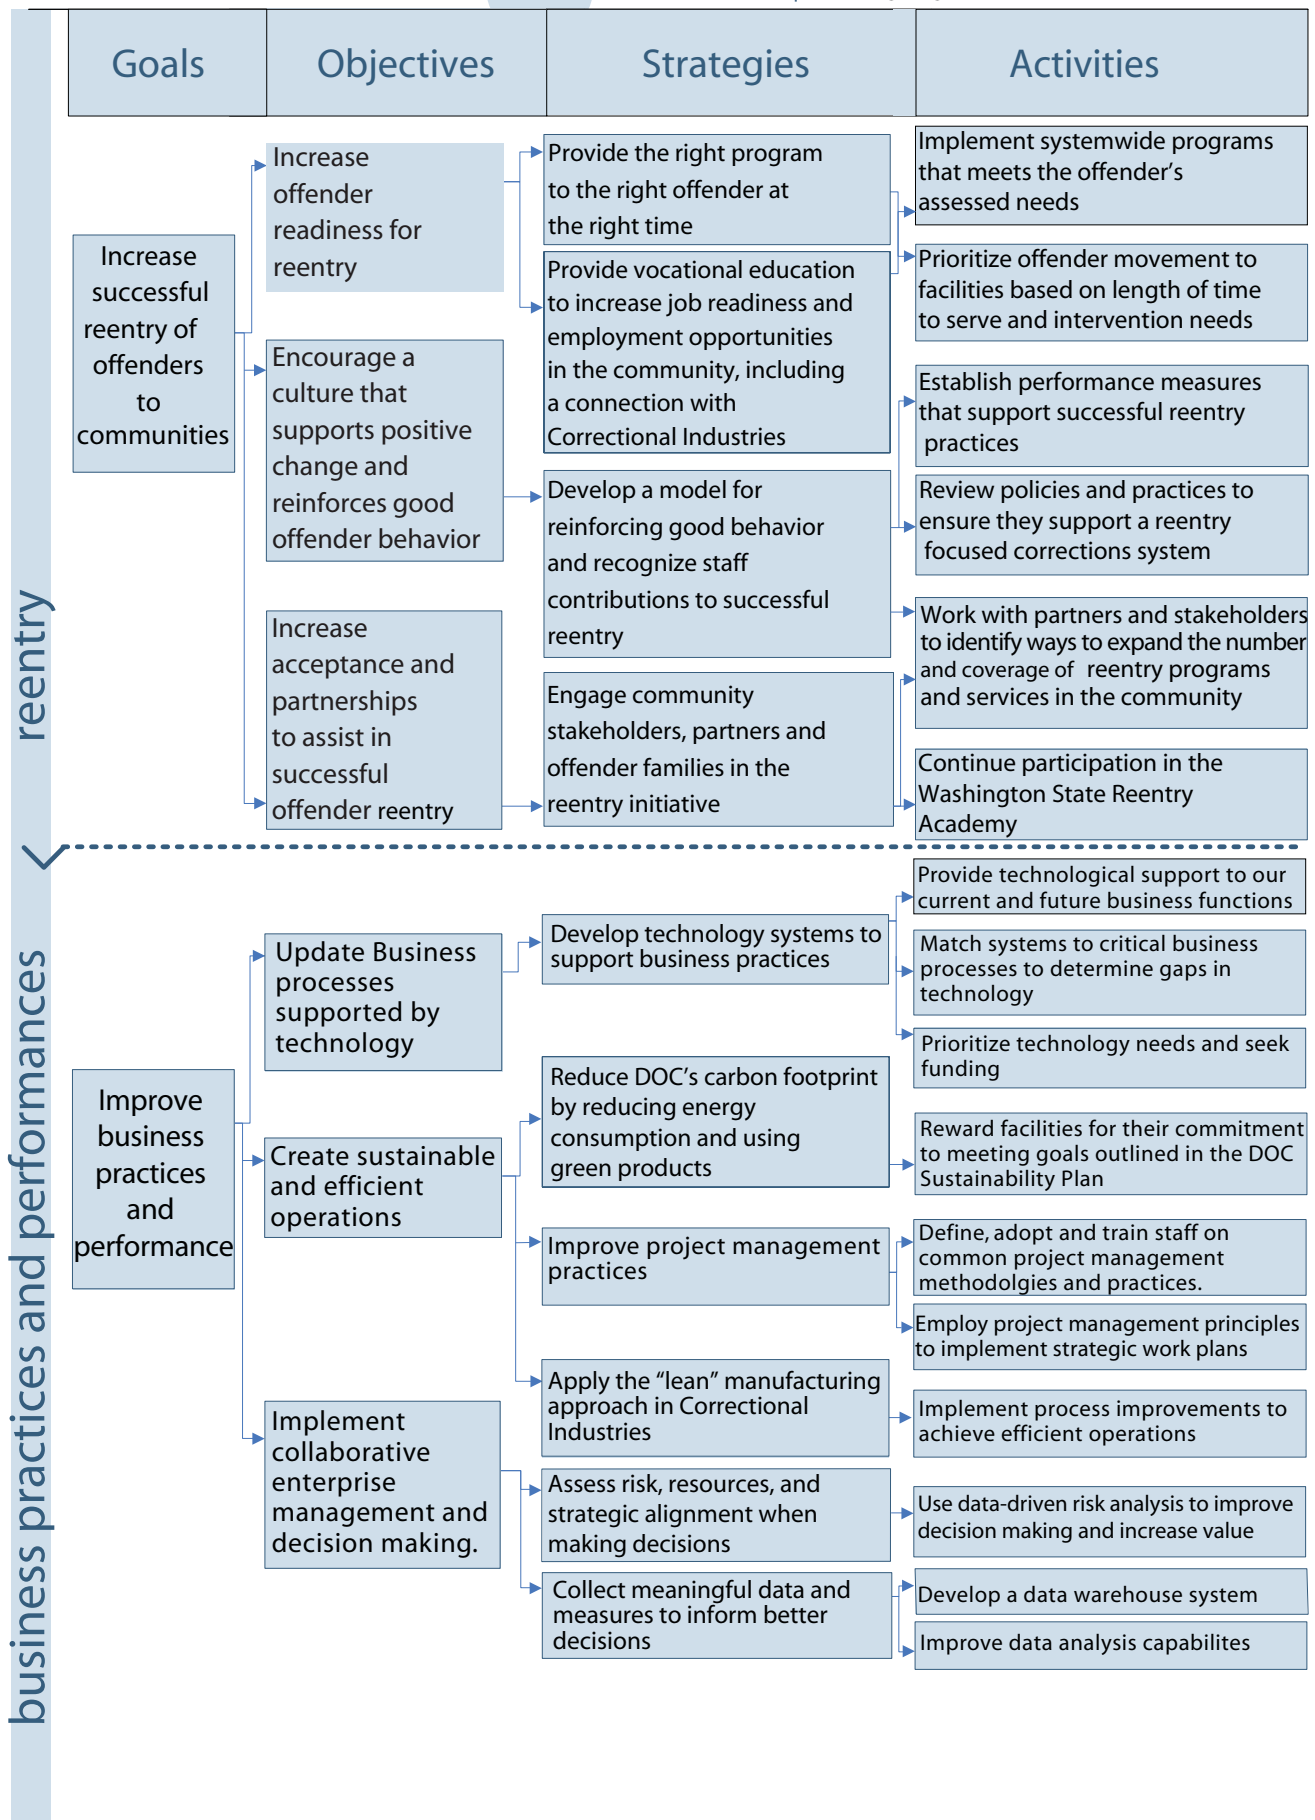 Goals
Objectives
Strategies
Activities
reentry
Increase
successful
reentry of
offenders
to
communities
Increase
offender
readiness for
reentry
Encourage a
culture that
supports positive
change and
reinforces good
offender behavior
Increase
acceptance and
partnerships
to assist in
successful
offender reentry
Provide the right program
to the right offender at
the right time
Provide vocational education
to increase job readiness and
employment opportunities
in the community, including
a connection with
Correctional Industries
Develop a model for
reinforcing good behavior
and recognize staff
contributions to successful
reentry
Engage community
stakeholders, partners and
offender families in the
reentry initiative
Implement systemwide programs
that meets the offender’s
assessed needs
Prioritize offender movement to
facilities based on length of time
to serve and intervention needs
Establish performance measures
that support successful reentry
practices
Review policies and practices to
ensure they support a reentry
focused corrections system
Work with partners and stakeholders
to identify ways to expand the number
and coverage of reentry programs
and services in the community
Continue participation in the
Washington State Reentry
Academy
business practices and performances
Improve
business
practices
and
performance
Update Business
processes
supported by
technology
Create sustainable
and efficient
operations
Implement
collaborative
enterprise
management and
decision making.
Develop technology systems to
support business practices
Reduce DOC’s carbon footprint
by reducing energy
consumption and using
green products
Improve project management
practices
Apply the “lean” manufacturing
approach in Correctional
Industries
Assess risk, resources, and
strategic alignment when
making decisions
Collect meaningful data and
measures to inform better
decisions
Provide technological support to our
current and future business functions
Match systems to critical business
processes to determine gaps in
technology
Prioritize technology needs and seek
funding
Reward facilities for their commitment
to meeting goals outlined in the DOC
Sustainability Plan
Define, adopt and train staff on
common project management
methodolgies and practices.
Employ project management principles
to implement strategic work plans
Implement process improvements to
achieve efficient operations
Use data-driven risk analysis to improve
decision making and increase value
Develop a data warehouse system
Improve data analysis capabilites